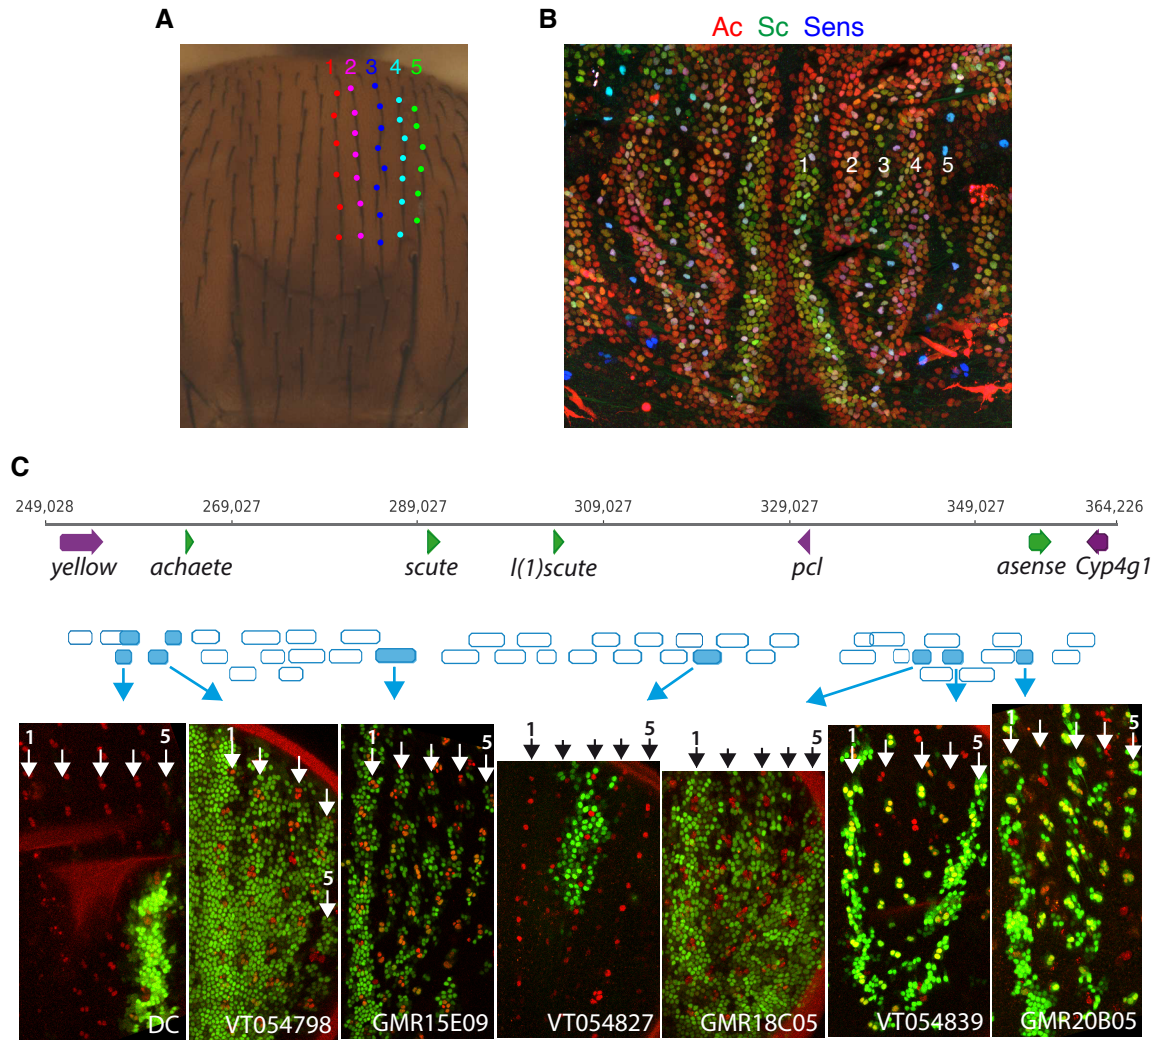 A
B
Ac Sc Sens
1 2 3 4 5
1 2 3 4 5
C
249,028 269,027 289,027 309,027 329,027 349,027 364,226
yellow achaete scute l(1)scute pcl asense Cyp4g1
1 5
1 5
1 5
1 5
1 5
1 5
1 5
DC VT054798 GMR15E09 VT054827 GMR18C05 VT054839 GMR20B05